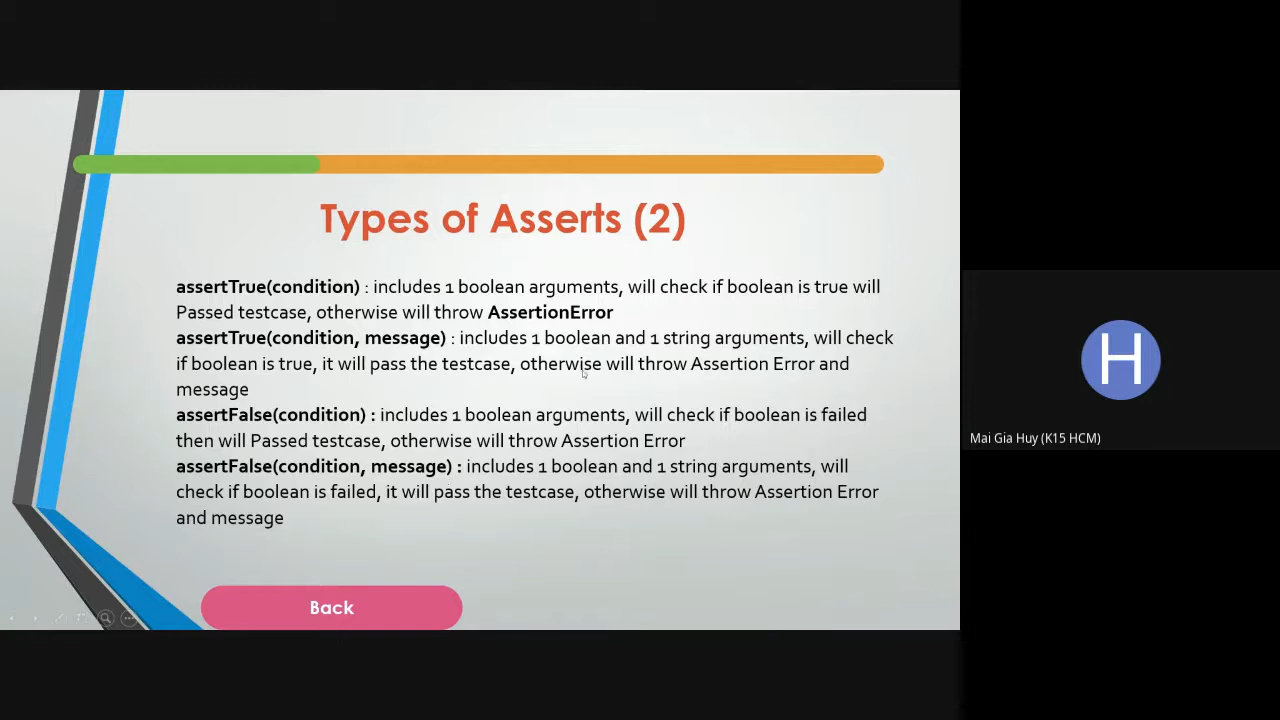 Types of Asserts (2)
assertTrue(condition) : includes 1 boolean arguments, will check if boolean is true will
Passed testcase, otherwise will throw AssertionError
assertTrue(condition, message) : includes 1 boolean and 1 string arguments, will check
if boolean is true, it will pass the testcase, otherwise will throw Assertion Error and
message
assertFalse(condition) : includes 1 boolean arguments, will check if boolean is failed
then will Passed testcase, otherwise will throw Assertion Error
assertFalse(condition, message) : includes 1 boolean and 1 string arguments, will
check if boolean is failed, it will pass the testcase, otherwise will throw Assertion Error
and message
Back
H
Mai Gia Huy (K15 HCM)